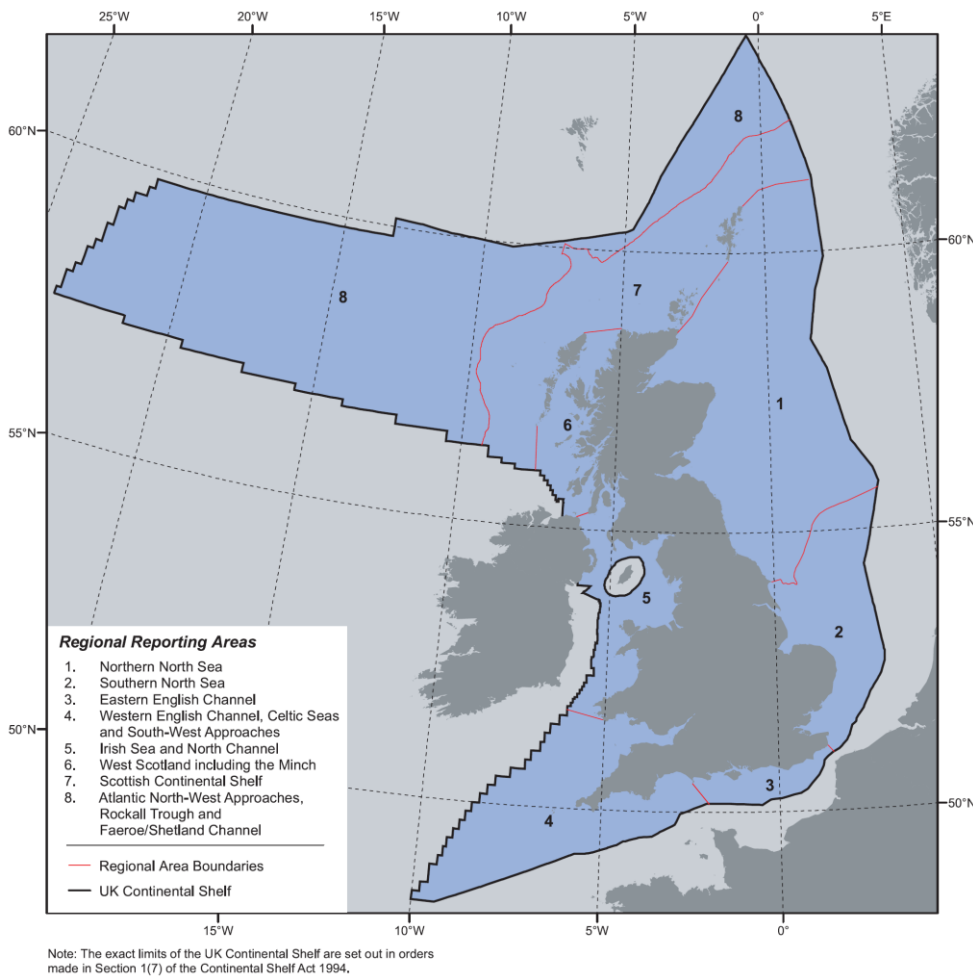 25°W 20°W 15°W 10°W 5°W 0° 5°E
8
60°N
60°N
8
7
1
6
55°N
55°N
5
2
Regional Reporting Areas
1. Northern North Sea
2. Southern North Sea
3. Eastern English Channel
4. Western English Channel, Celtic Seas
and South-West Approaches
5. Irish Sea and North Channel
6. West Scotland including the Minch
7. Scottish Continental Shelf
8. Atlantic North-West Approaches,
Rockall Trough and
Faeroe/Shetland Channel
Regional Area Boundaries
UK Continental Shelf
50°N
3
50°N
4
15°W 10°W 5°W 0°
Note: The exact limits of the UK Continental Shelf are set out in orders
made in Section 1(7) of the Continental Shelf Act 1994.